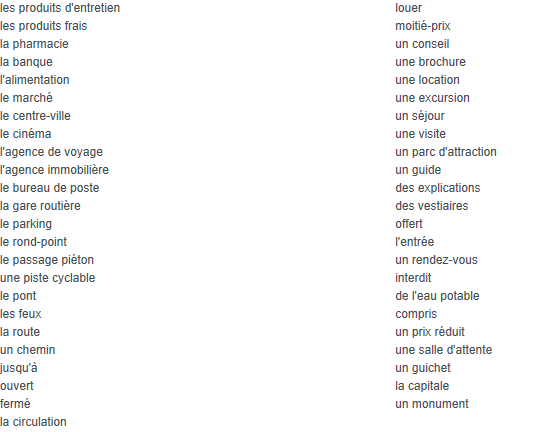 les produits d'entretien
les produits frais
la pharmacie
la banque
l'alimentation
le marché
le centre-ville
le cinéma
l'agence de voyage
l'agence immobilière
le bureau de poste
la gare routière
le parking
le rond-point
le passage piéton
une piste cyclable
le pont
les feux
la route
un chemin
jusqu'à
ouvert
fermé
la circulation
louer
moitié-prix
un conseil
une brochure
une location
une excursion
un séjour
une visite
un parc d'attraction
un guide
des explications
des vestiaires
offert
l'entrée
un rendez-vous
interdit
de l'eau potable
compris
un prix réduit
une salle d'attente
un guichet
la capitale
un monument